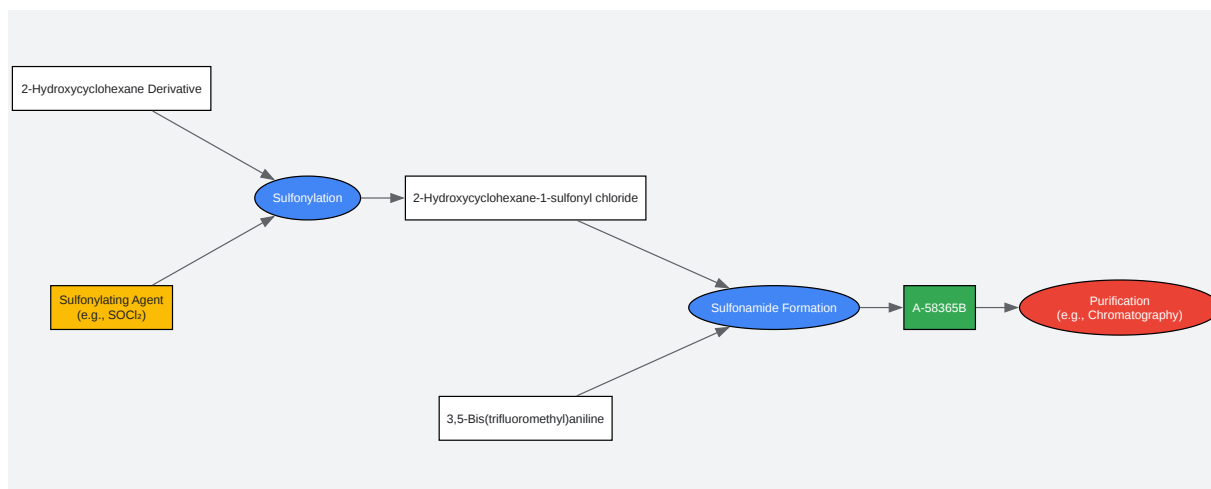 2-Hydroxycyclohexane Derivative
Sulfonylation
2-Hydroxycyclohexane-1-sulfonyl chloride
Sulfonylating Agent
(e.g., SOCl₂)
Sulfonamide Formation
A-58365B
Purification
(e.g., Chromatography)
3,5-Bis(trifluoromethyl)aniline